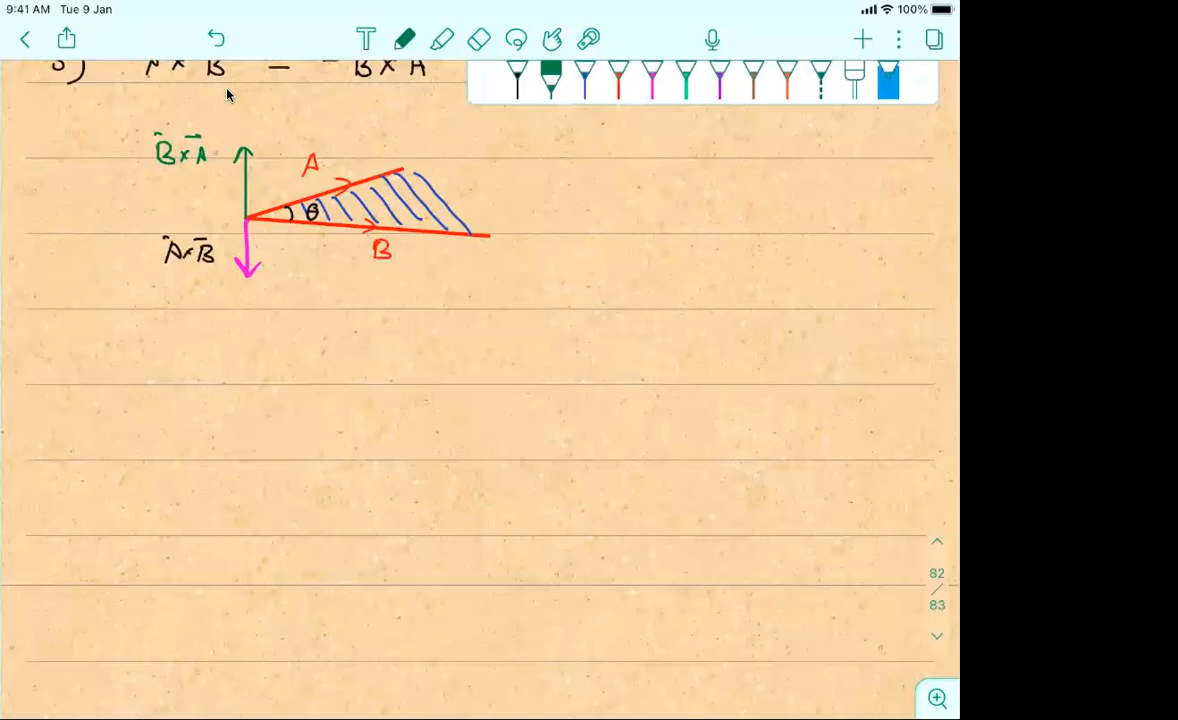 9:41 AM Tue 9 Jan
100%
B = - B × A
B̄ × Ā
A
θ
Ā × B̄
B
82
83